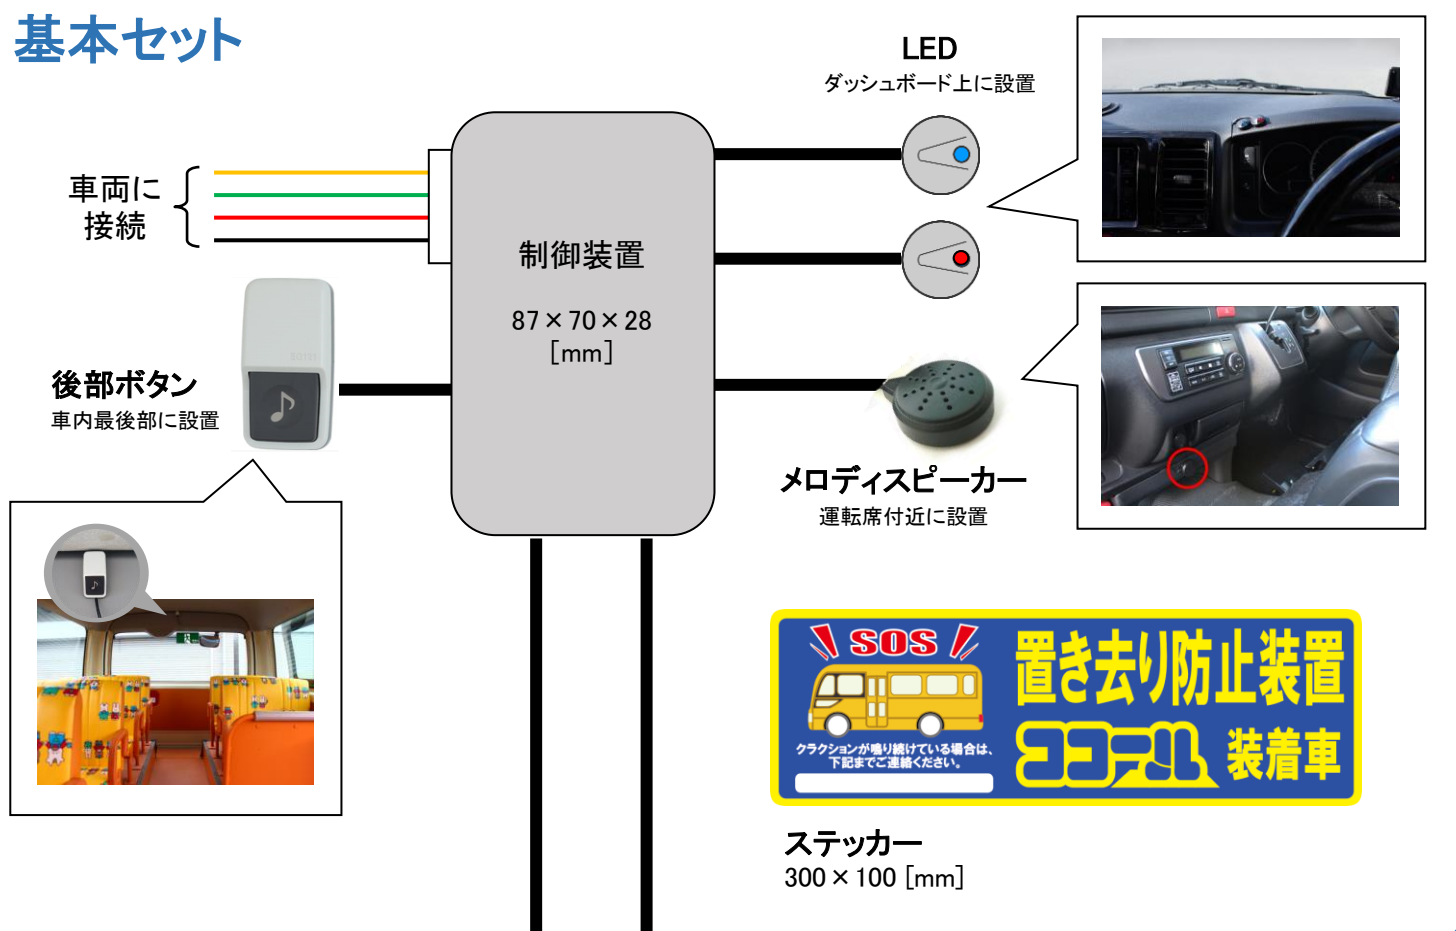 基本セット
LED
ダッシュボード上に設置
車両に
接続
制御装置
87×70×28
[mm]
後部ボタン
車内最後部に設置
メロディスピーカー
運転席付近に設置
SOS
クラクションが鳴り続けている場合は、
下記までご連絡ください。
置き去り防止装置
ココテール 装着車
ステッカー
300×100 [mm]